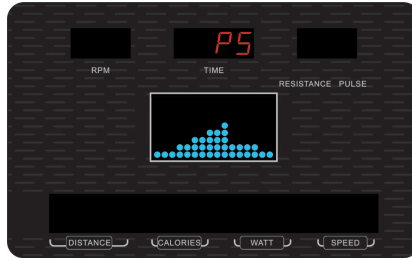 P5
RPM
TIME
RESISTANCE PULSE
DISTANCE
CALORIES
WATT
SPEED